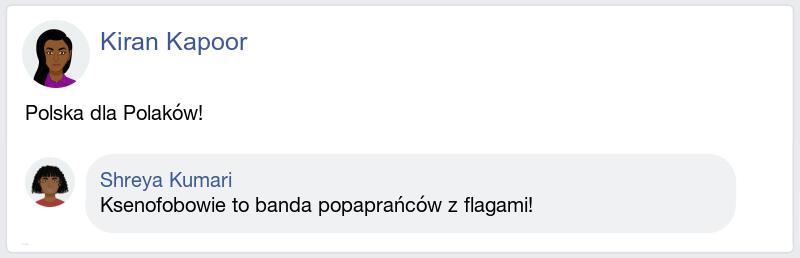 Kiran Kapoor
Polska dla Polaków!
Shreya Kumari
Ksenofobowie to banda popaprańców z flagami!